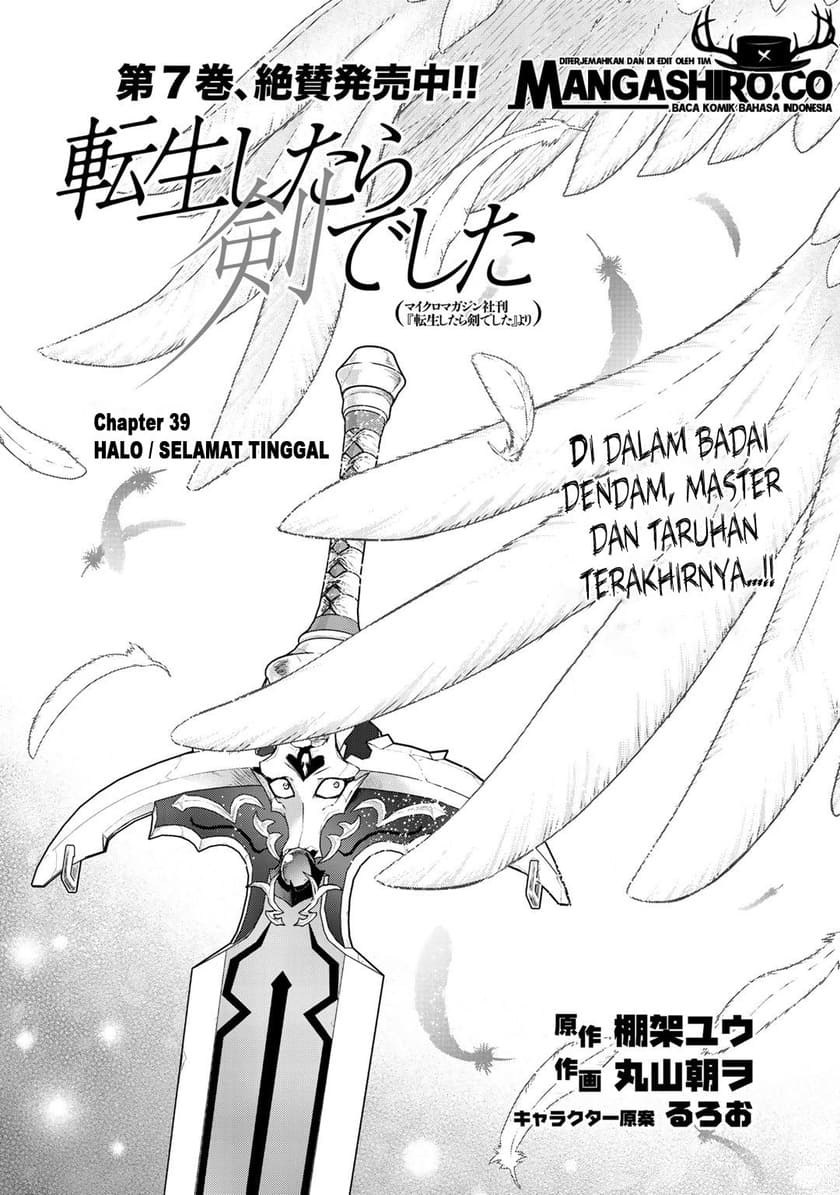 DITERJEMAHKAN DAN DI EDIT OLEH TIM
MANGASHIRO.CO
BACA KOMIK BAHASA INDONESIA
第7巻、絶賛発売中!!
転生したら
剣でした
(マイクロマガジン社刊
『転生したら剣でした』より)
Chapter 39
HALO / SELAMAT TINGGAL
DI DALAM BADAI
DENDAM, MASTER
DAN TARUHAN
TERAKHIRNYA...!!
原作 棚架ユウ
作画 丸山朝ヲ
キャラクター原案 るろお